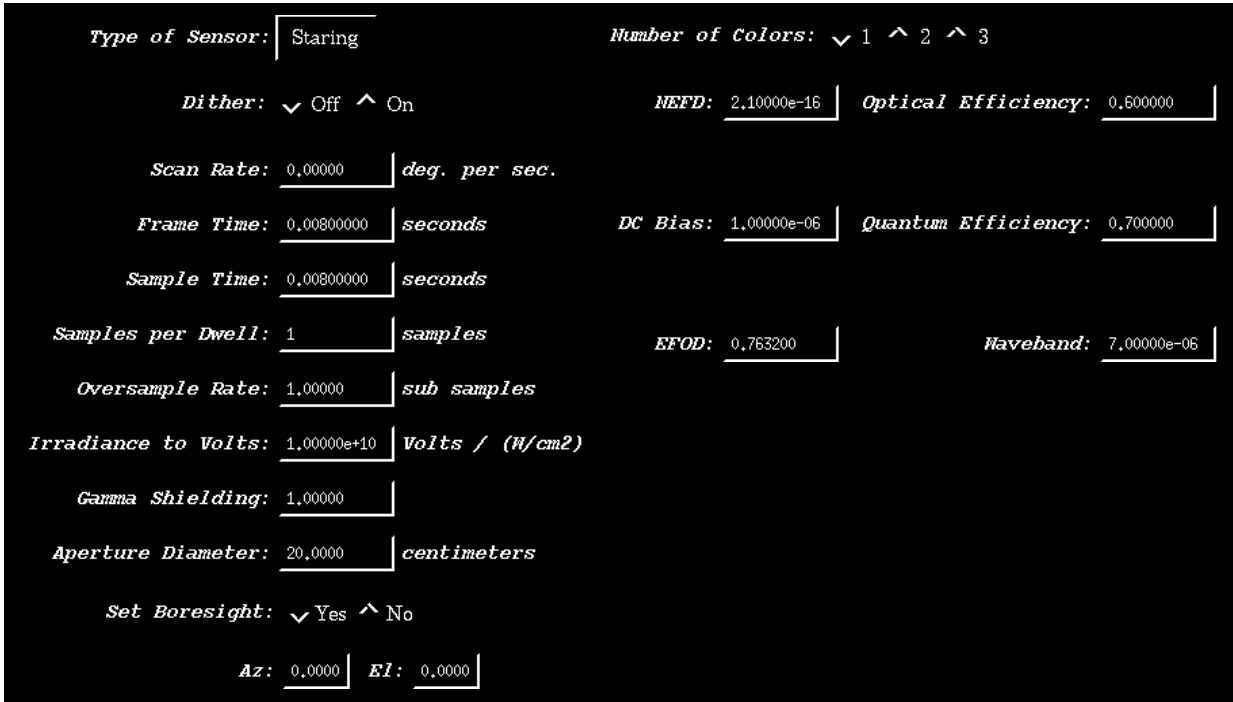 Type of Sensor: Staring Number of Colors: 1 2 3
Dither: Off On NEFD: 2.10000e-16 Optical Efficiency: 0.600000
Scan Rate: 0.00000 deg. per sec.
Frame Time: 0.00800000 seconds DC Bias: 1.00000e-06 Quantum Efficiency: 0.700000
Sample Time: 0.00800000 seconds
Samples per Dwell: 1 samples EFOD: 0.763200 Waveband: 7.00000e-06
Oversample Rate: 1.00000 sub samples
Irradiance to Volts: 1.00000e+10 Volts / (W/cm2)
Gamma Shielding: 1.00000
Aperture Diameter: 20.0000 centimeters
Set Boresight: Yes No
Az: 0.0000 El: 0.0000